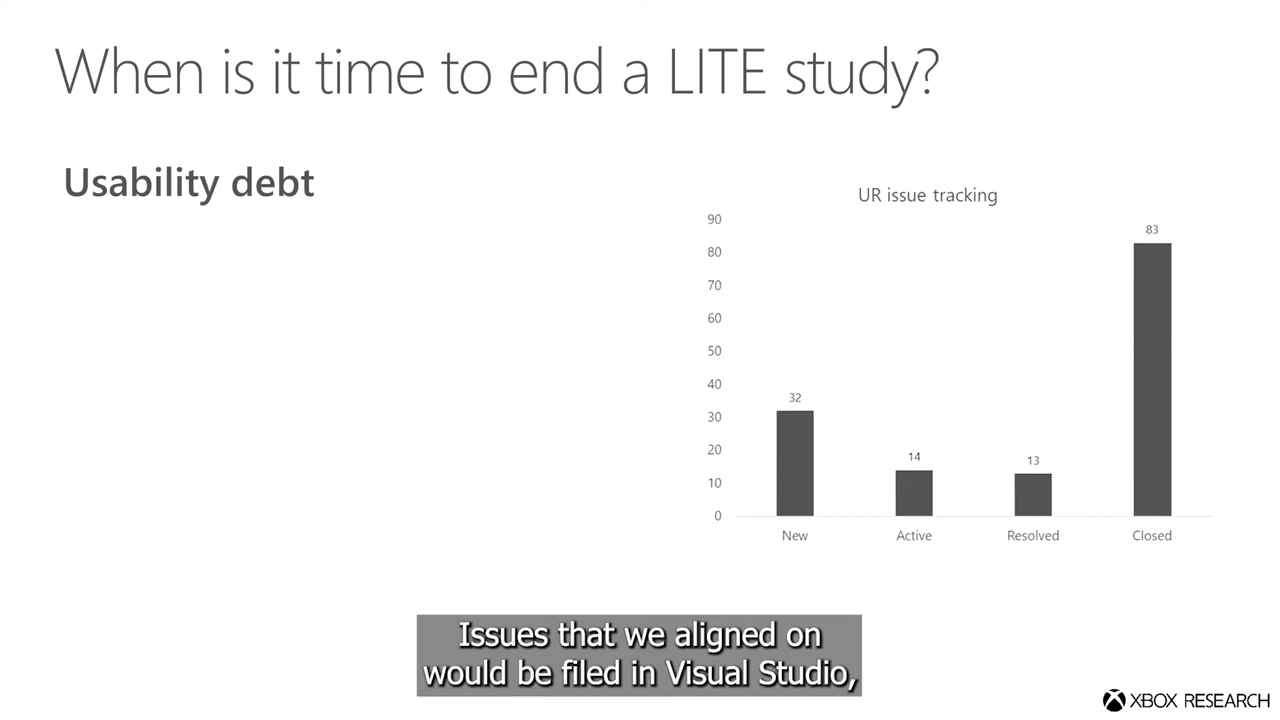 When is it time to end a LITE study?
Usability debt
UR issue tracking
90
80
70
60
50
40
30
20
10
0
32
14
13
83
New
Active
Resolved
Closed
Issues that we aligned on
would be filed in Visual Studio,
XBOX RESEARCH